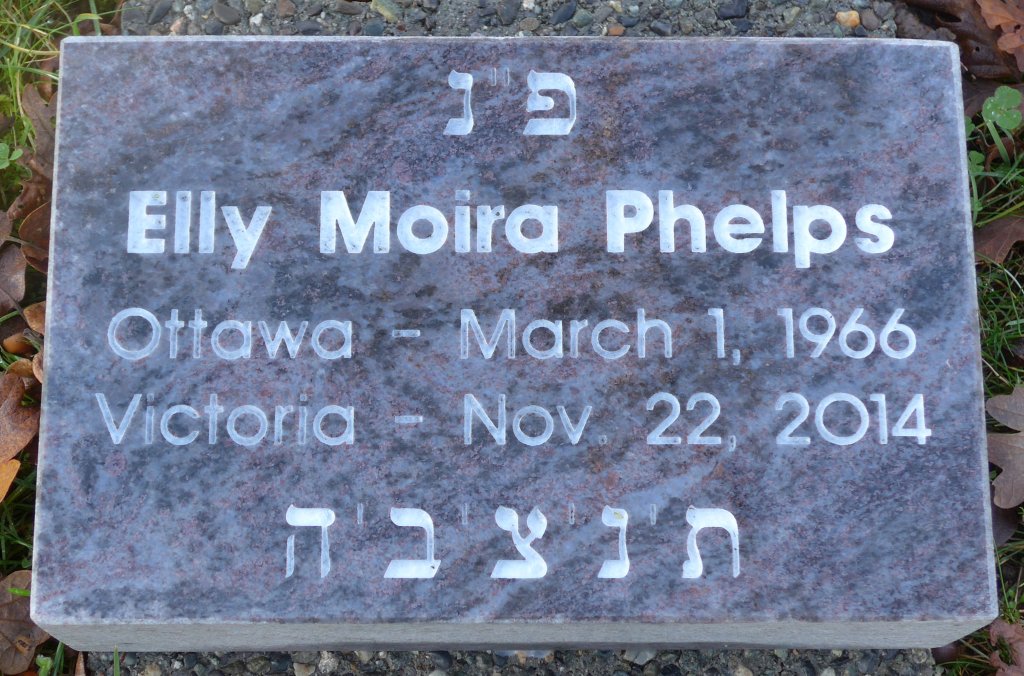 פ"נ
Elly Moira Phelps
Ottawa - March 1, 1966
Victoria - Nov. 22, 2014
ת'נ'צ'ב'ה